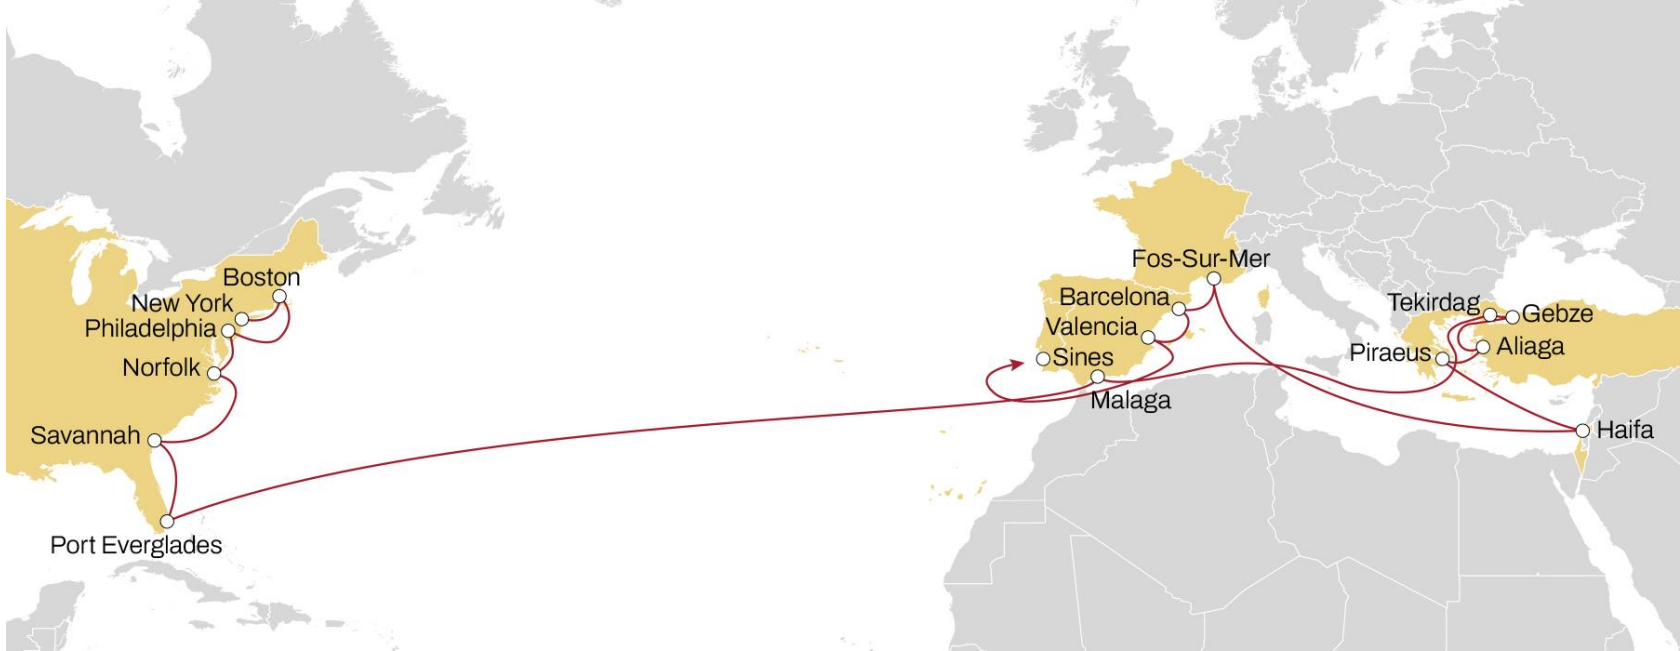 Boston
New York
Philadelphia
Norfolk
Savannah
Port Everglades
Fos-Sur-Mer
Barcelona
Valencia
Sines
Malaga
Tekirdag
Gebze
Piraeus
Aliaga
Haifa